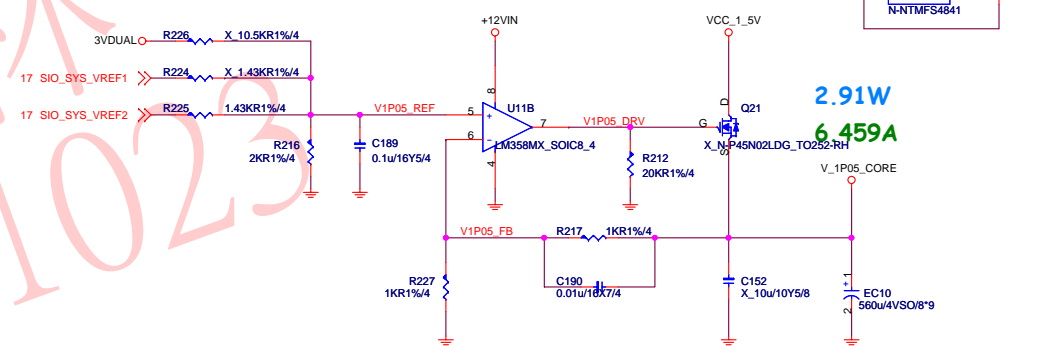 N-NTMFS4841
+12VIN
VCC_1_5V
3VDUAL
R226
X_10.5KR1%/4
17 SIO_SYS_VREF1
R224
X_1.43KR1%/4
17 SIO_SYS_VREF2
R225
1.43KR1%/4
V1P05_REF
5
+
6
-
8
4
U11B
7
LM358MX_SOIC8_4
V1P05_DRV
G
D
S
Q21
X_N-P45N02LDG_TO252-RH
2.91W
6.459A
R216
2KR1%/4
C189
0.1u/16Y5/4
R212
20KR1%/4
V_1P05_CORE
V1P05_FB
R217
1KR1%/4
R227
1KR1%/4
C190
0.01u/16X7/4
C152
X_10u/10Y5/8
+
1
2
EC10
560u/4VSO/8*9
1023